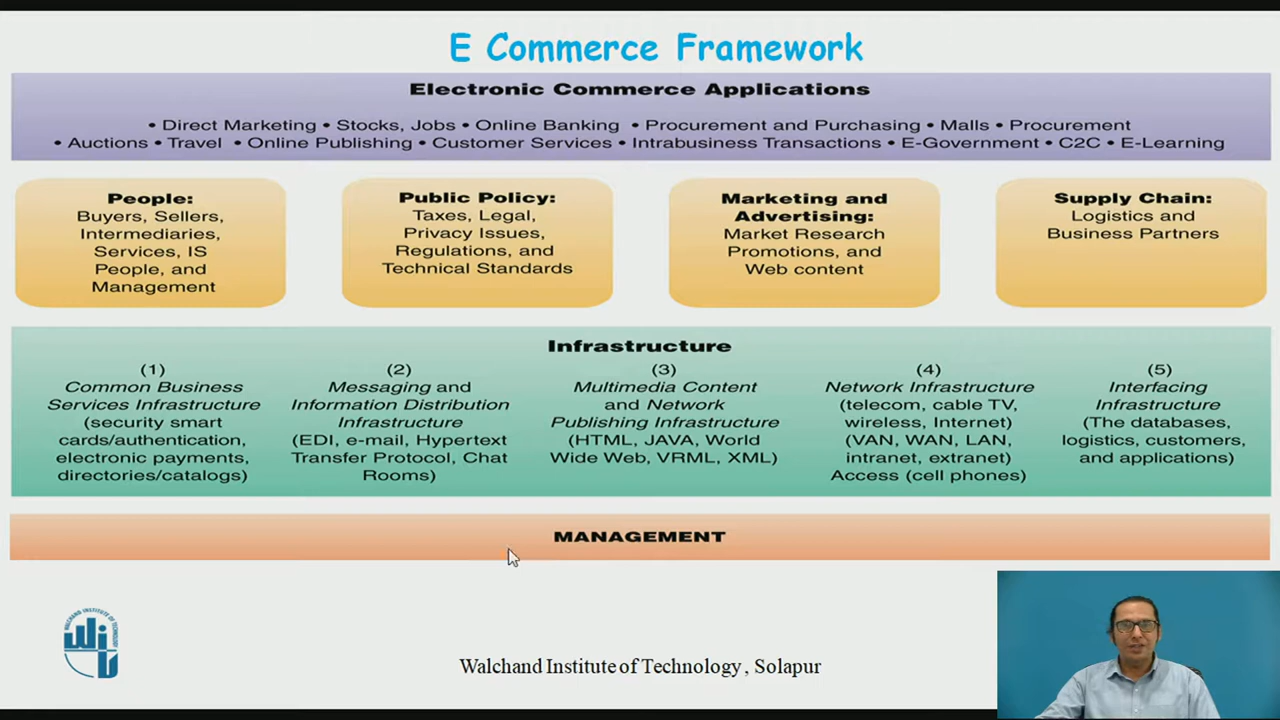 E Commerce Framework
Electronic Commerce Applications
• Direct Marketing • Stocks, Jobs • Online Banking • Procurement and Purchasing • Malls • Procurement
• Auctions • Travel • Online Publishing • Customer Services • Intrabusiness Transactions • E-Government • C2C • E-Learning
People:
Buyers, Sellers,
Intermediaries,
Services, IS
People, and
Management
Public Policy:
Taxes, Legal,
Privacy Issues,
Regulations, and
Technical Standards
Marketing and
Advertising:
Market Research
Promotions, and
Web content
Supply Chain:
Logistics and
Business Partners
Infrastructure
(1)
Common Business
Services Infrastructure
(security smart
cards/authentication,
electronic payments,
directories/catalogs)
(2)
Messaging and
Information Distribution
Infrastructure
(EDI, e-mail, Hypertext
Transfer Protocol, Chat
Rooms)
(3)
Multimedia Content
and Network
Publishing Infrastructure
(HTML, JAVA, World
Wide Web, VRML, XML)
(4)
Network Infrastructure
(telecom, cable TV,
wireless, Internet)
(VAN, WAN, LAN,
intranet, extranet)
Access (cell phones)
(5)
Interfacing
Infrastructure
(The databases,
logistics, customers,
and applications)
MANAGEMENT
WALCHAND INSTITUTE OF TECHNOLOGY
Walchand Institute of Technology, Solapur